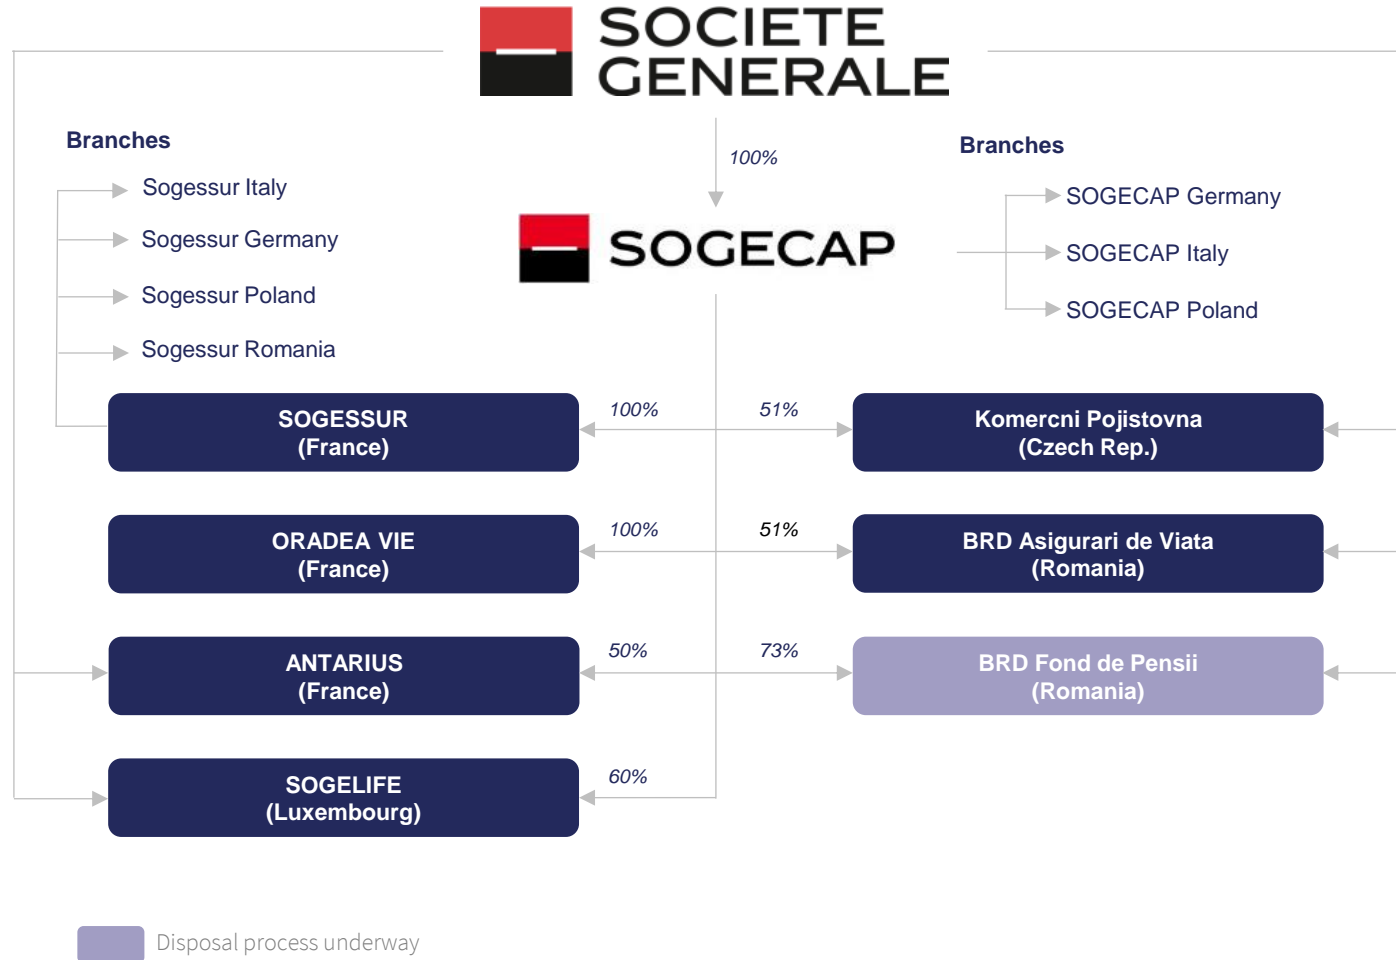 SOCIETE
GENERALE
Branches
100%
Branches
Sogessur Italy
Sogessur Germany
Sogessur Poland
Sogessur Romania
SOGECAP
SOGECAP Germany
SOGECAP Italy
SOGECAP Poland
SOGESSUR
(France)
100%
51%
Komercni Pojistovna
(Czech Rep.)
ORADEA VIE
(France)
100%
51%
BRD Asigurari de Viata
(Romania)
ANTARIUS
(France)
50%
73%
BRD Fond de Pensii
(Romania)
SOGELIFE
(Luxembourg)
60%
Disposal process underway